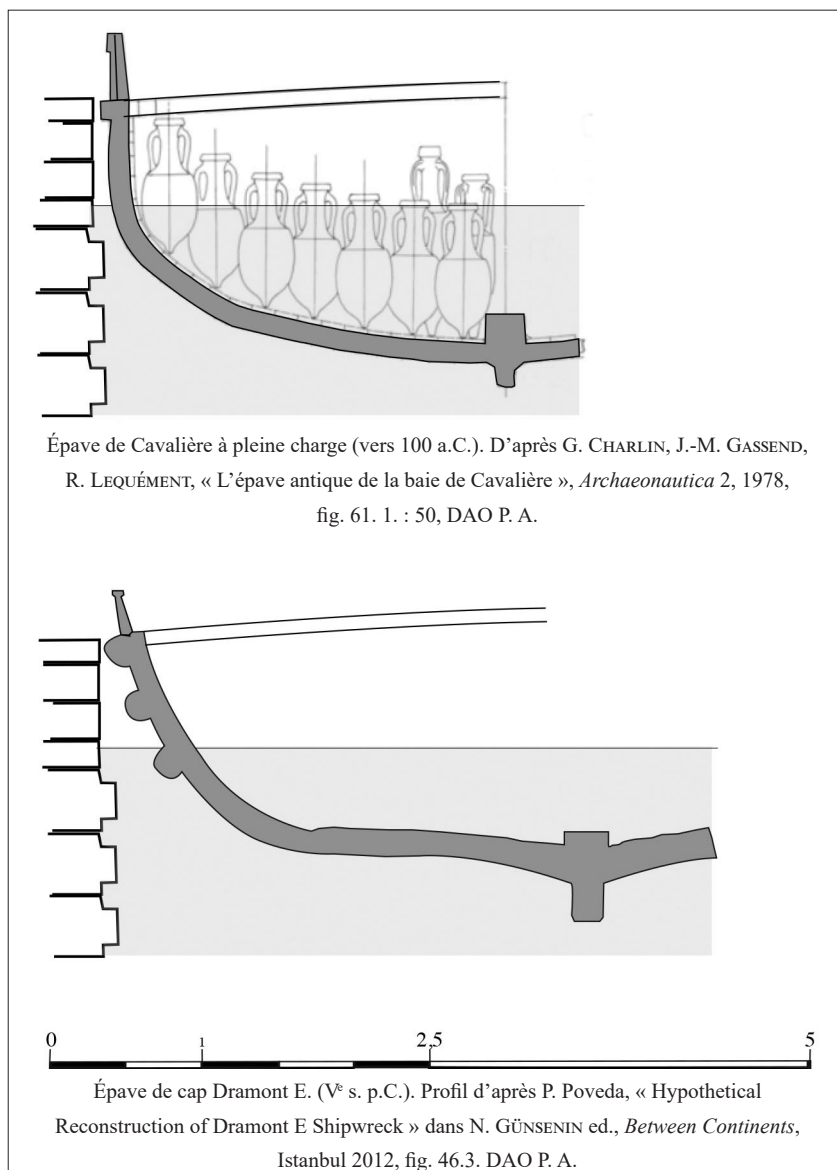 Épave de Cavalière à pleine charge (vers 100 a.C.). D'après G. CHARLIN, J.-M. GASSEND,
R. LEQUÉMENT, « L'épave antique de la baie de Cavalière », Archaeonautica 2, 1978,
fig. 61. 1. : 50, DAO P. A.
0 1 2,5 5
Épave de cap Dramont E. (Vᵉ s. p.C.). Profil d'après P. Poveda, « Hypothetical
Reconstruction of Dramont E Shipwreck » dans N. GÜNSENIN ed., Between Continents,
Istanbul 2012, fig. 46.3. DAO P. A.